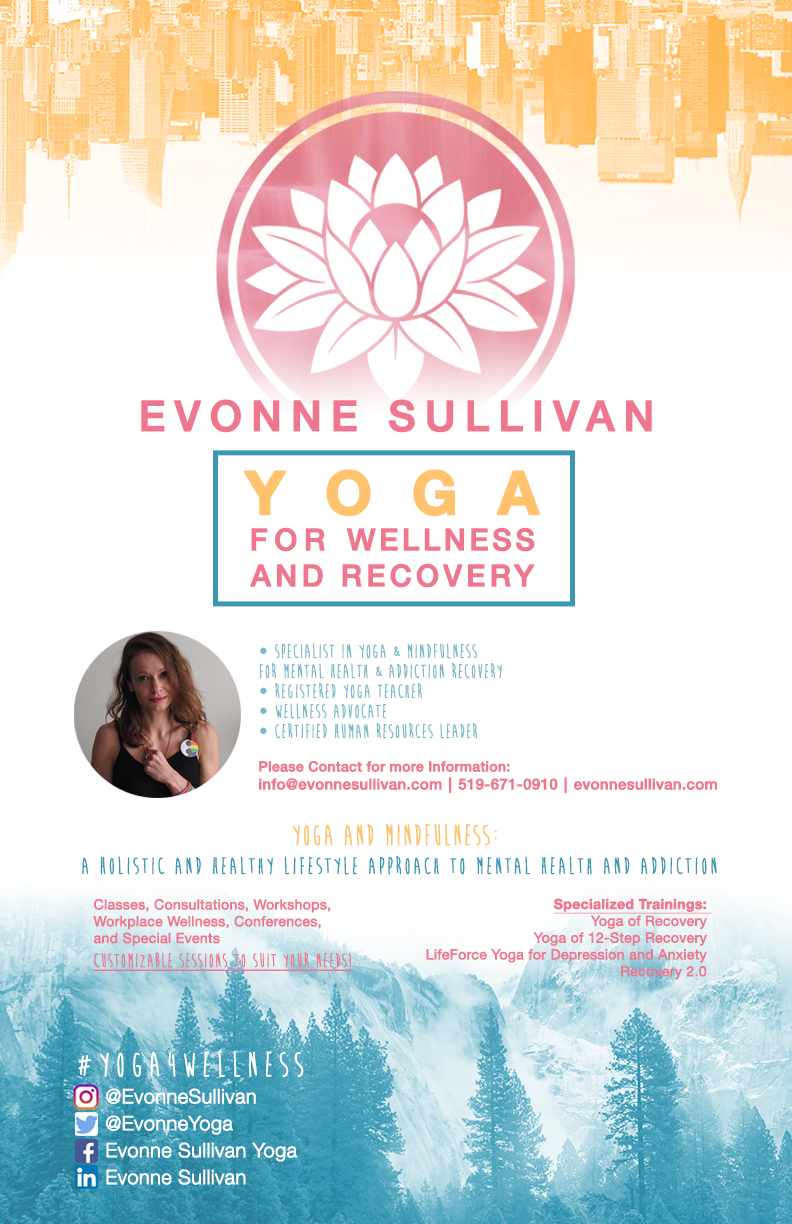 EVONNE SULLIVAN
YOGA
FOR WELLNESS
AND RECOVERY
• SPECIALIST IN YOGA & MINDFULNESS
FOR MENTAL HEALTH & ADDICTION RECOVERY
• REGISTERED YOGA TEACHER
• WELLNESS ADVOCATE
• CERTIFIED HUMAN RESOURCES LEADER
Please Contact for more Information:
info@evonnesullivan.com | 519-671-0910 | evonnesullivan.com
YOGA AND MINDFULNESS:
A HOLISTIC AND HEALTHY LIFESTYLE APPROACH TO MENTAL HEALTH AND ADDICTION
Classes, Consultations, Workshops,
Workplace Wellness, Conferences,
and Special Events
CUSTOMIZABLE SESSIONS TO SUIT YOUR NEEDS!
Specialized Trainings:
Yoga of Recovery
Yoga of 12-Step Recovery
LifeForce Yoga for Depression and Anxiety
Recovery 2.0
#YOGA4WELLNESS
@EvonneSullivan
@EvonneYoga
Evonne Sullivan Yoga
Evonne Sullivan